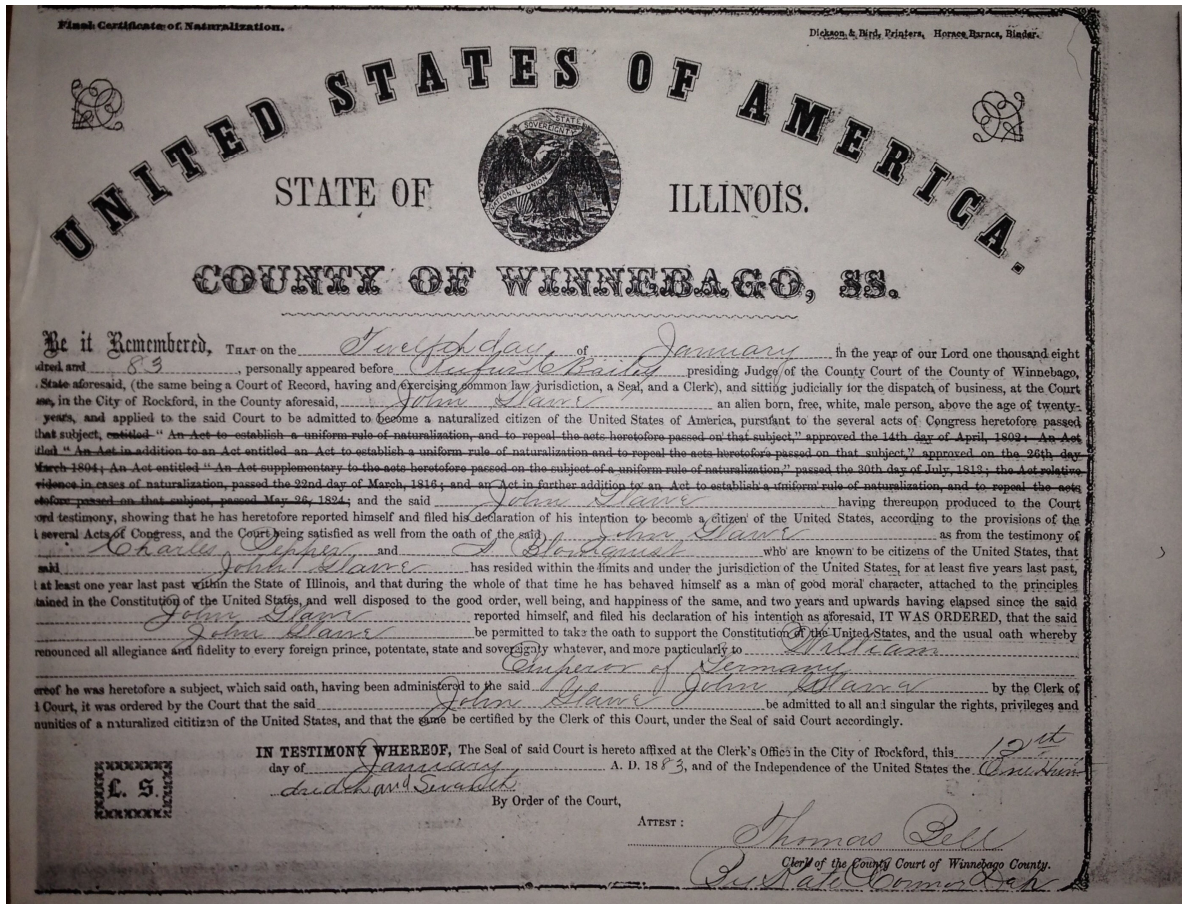 Final Certificate of Naturalization.
Dickson & Bird, Printers, Horace Barnes, Binder.
UNITED STATES OF AMERICA.
STATE SOVEREIGNTY
NATIONAL UNION
STATE OF ILLINOIS.
COUNTY OF WINNEBAGO, SS.
Be it Remembered, THAT on the Twelfth day of January in the year of our Lord one thousand eight
dred and 83, personally appeared before Rufus C Bailey presiding Judge of the County Court of the County of Winnebago,
State aforesaid, (the same being a Court of Record, having and exercising common law jurisdiction, a Seal, and a Clerk), and sitting judicially for the dispatch of business, at the Court
in the City of Rockford, in the County aforesaid, John Glawe an alien born, free, white, male person, above the age of twenty-
years, and applied to the said Court to be admitted to become a naturalized citizen of the United States of America, pursuant to the several acts of Congress heretofore passed
that subject, entitled "An Act to establish a uniform rule of naturalization, and to repeal the acts heretofore passed on that subject," approved the 14th day of April, 1802; An Act
tled "An Act in addition to an Act entitled an Act to establish a uniform rule of naturalization and to repeal the acts heretofore passed on that subject," approved on the 26th day
March 1804; An Act entitled "An Act supplementary to the acts heretofore passed on the subject of a uniform rule of naturalization," passed the 30th day of July, 1813; the Act relative
vidence in cases of naturalization, passed the 22nd day of March, 1816; and an Act in further addition to an Act to establish a uniform rule of naturalization, and to repeal the acts
etofore passed on that subject, passed May 26, 1824; and the said John Glawe having thereupon produced to the Court
ord testimony, showing that he has heretofore reported himself and filed his declaration of his intention to become a citizen of the United States, according to the provisions of the
several Acts of Congress, and the Court being satisfied as well from the oath of the said John Glawe as from the testimony of
Charles Pepper and Blomquist who are known to be citizens of the United States, that
said John Glawe has resided within the limits and under the jurisdiction of the United States, for at least five years last past,
at least one year last past within the State of Illinois, and that during the whole of that time he has behaved himself as a man of good moral character, attached to the principles
tained in the Constitution of the United States, and well disposed to the good order, well being, and happiness of the same, and two years and upwards having elapsed since the said
John Glawe reported himself, and filed his declaration of his intention as aforesaid, IT WAS ORDERED, that the said
John Glawe be permitted to take the oath to support the Constitution of the United States, and the usual oath whereby
renounced all allegiance and fidelity to every foreign prince, potentate, state and sovereignty whatever, and more particularly to William
Emperor of Germany
ereof he was heretofore a subject, which said oath, having been administered to the said John Glawe by the Clerk of
Court, it was ordered by the Court that the said John Glawe be admitted to all and singular the rights, privileges and
nunities of a naturalized cititizen of the United States, and that the same be certified by the Clerk of this Court, under the Seal of said Court accordingly.
IN TESTIMONY WHEREOF, The Seal of said Court is hereto affixed at the Clerk's Office in the City of Rockford, this 12
day of January A. D. 1883, and of the Independence of the United States the One Hun
dredth and Seventh
L. S.
By Order of the Court,
ATTEST:
Thomas Bell
Clerk of the County Court of Winnebago County.
By Kate O'Connor Dep